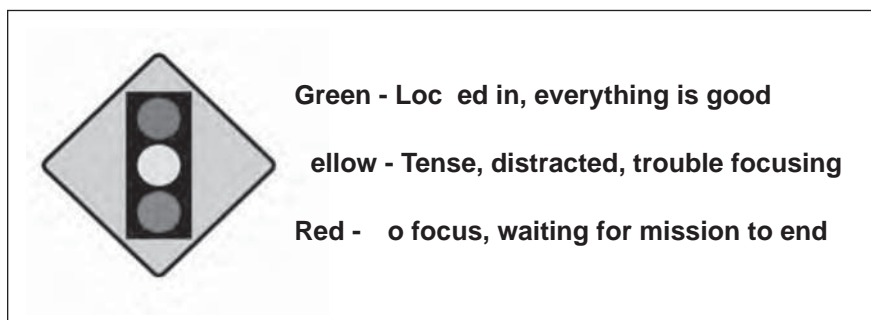 Green - Loc ed in, everything is good
ellow - Tense, distracted, trouble focusing
Red - o focus, waiting for mission to end